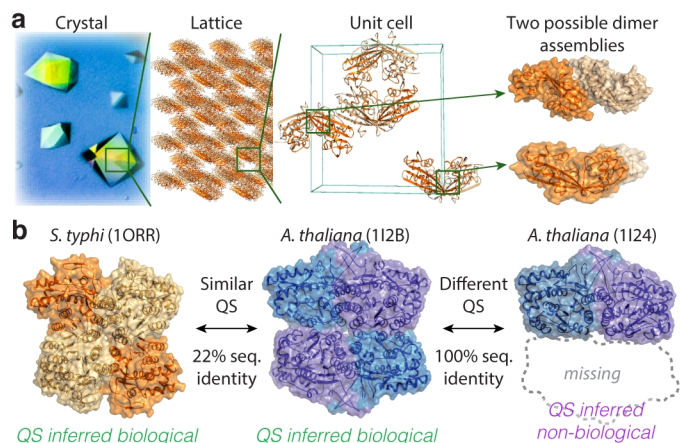 a
Crystal
Lattice
Unit cell
Two possible dimer
assemblies
b
S. typhi (1ORR)
A. thaliana (1I2B)
A. thaliana (1I24)
Similar
QS
22% seq.
identity
Different
QS
100% seq.
identity
missing
QS inferred biological
QS inferred biological
QS inferred
non-biological